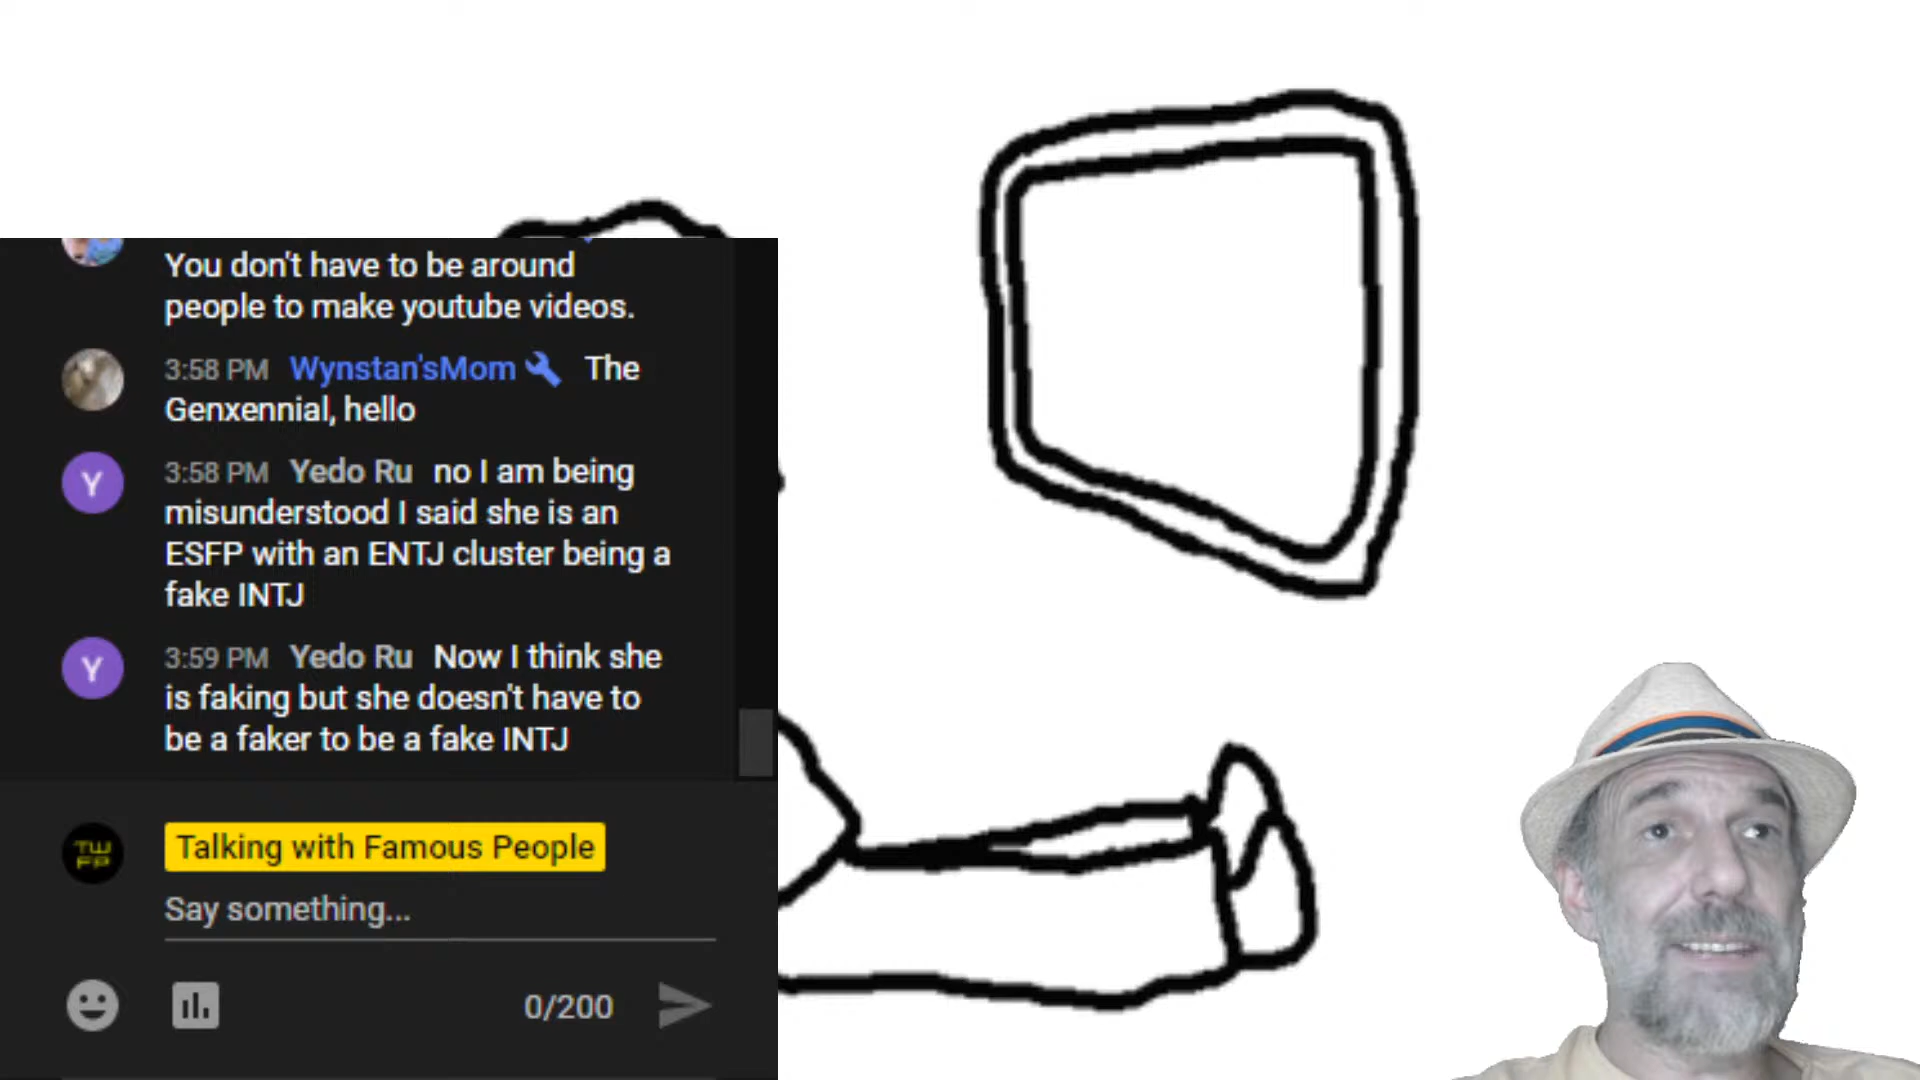 You don't have to be around
people to make youtube videos.
3:58 PM Wynstan'sMom The
Genxennial, hello
Y
3:58 PM Yedo Ru no I am being
misunderstood I said she is an
ESFP with an ENTJ cluster being a
fake INTJ
Y
3:59 PM Yedo Ru Now I think she
is faking but she doesn't have to
be a faker to be a fake INTJ
TW
FP
Talking with Famous People
Say something...
0/200